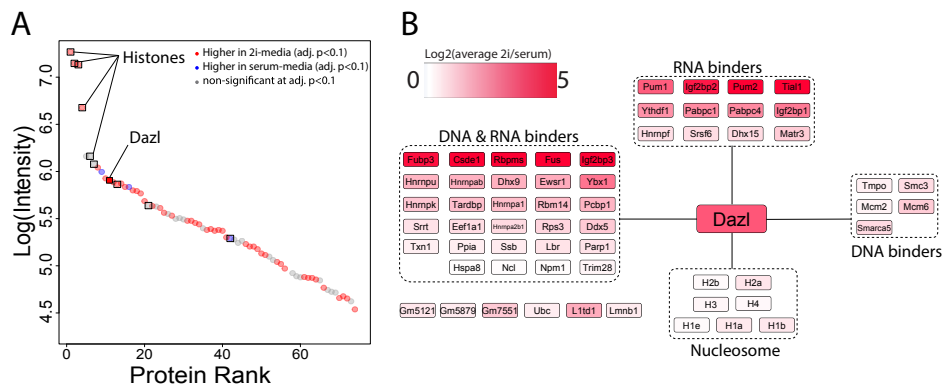 A
Log(Intensity)
7.0
6.5
6.0
5.5
5.0
4.5
0
20
40
60
Protein Rank
Histones
Dazl
Higher in 2i-media (adj. p<0.1)
Higher in serum-media (adj. p<0.1)
non-significant at adj. p<0.1
B
Log2(average 2i/serum)
0 5
RNA binders
Pum1 Igf2bp2 Pum2 Tial1
Ythdf1 Pabpc1 Pabpc4 Igf2bp1
Hnrnpf Srsf6 Dhx15 Matr3
DNA & RNA binders
Fubp3 Csde1 Rbpms Fus Igf2bp3
Hnrnpu Hnrnpab Dhx9 Ewsr1 Ybx1
Hnrnpk Tardbp Hnrnpa1 Rbm14 Pcbp1
Srrt Eef1a1 Hnrnpa2b1 Rps3 Ddx5
Txn1 Ppia Ssb Lbr Parp1
Hspa8 Ncl Npm1 Trim28
Gm5121 Gm5879 Gm7551 Ubc L1td1 Lmnb1
Dazl
Tmpo Smc3
Mcm2 Mcm6
Smarca5
DNA binders
H2b H2a
H3 H4
H1e H1a H1b
Nucleosome